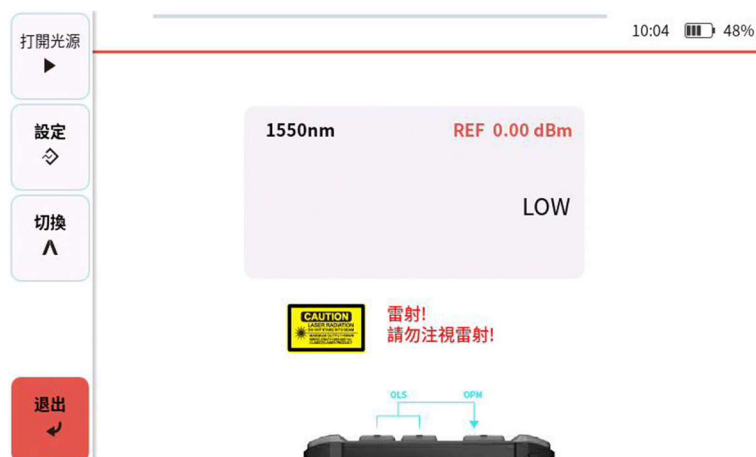 10:04 48%
打開光源
設定
切換
退出
1550nm REF 0.00 dBm
LOW
CAUTION
LASER RADIATION
雷射!
請勿注視雷射!
OLS OPM